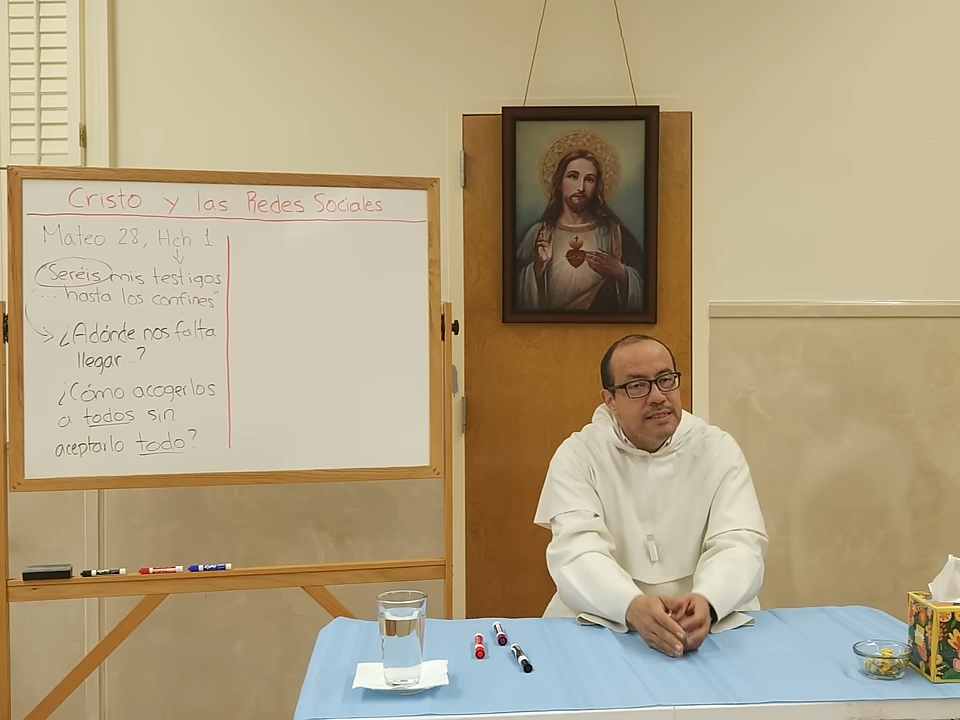 Cristo y las Redes Sociales
Mateo 28, Hch 1
"Seréis mis testigos
... hasta los confines"
¿Adónde nos falta
llegar...?
¿Cómo acogerlos
a todos sin
aceptarlo todo?